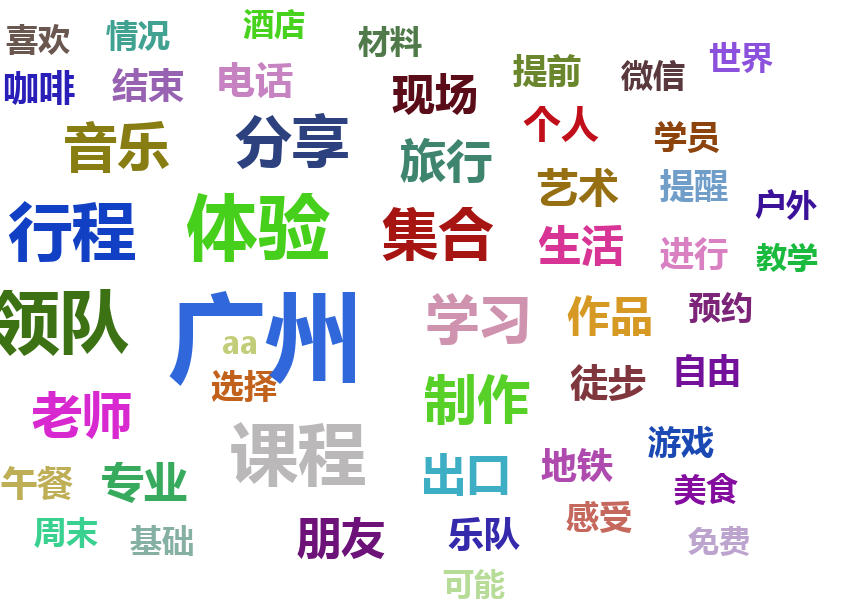 喜欢
情况
酒店
材料
提前
微信
世界
咖啡
结束
电话
现场
个人
学员
音乐
分享
旅行
艺术
提醒
户外
行程
体验
集合
生活
进行
教学
领队
广州
aa
学习
作品
预约
选择
老师
制作
徒步
自由
课程
午餐
专业
出口
地铁
游戏
美食
周末
基础
朋友
乐队
感受
免费
可能